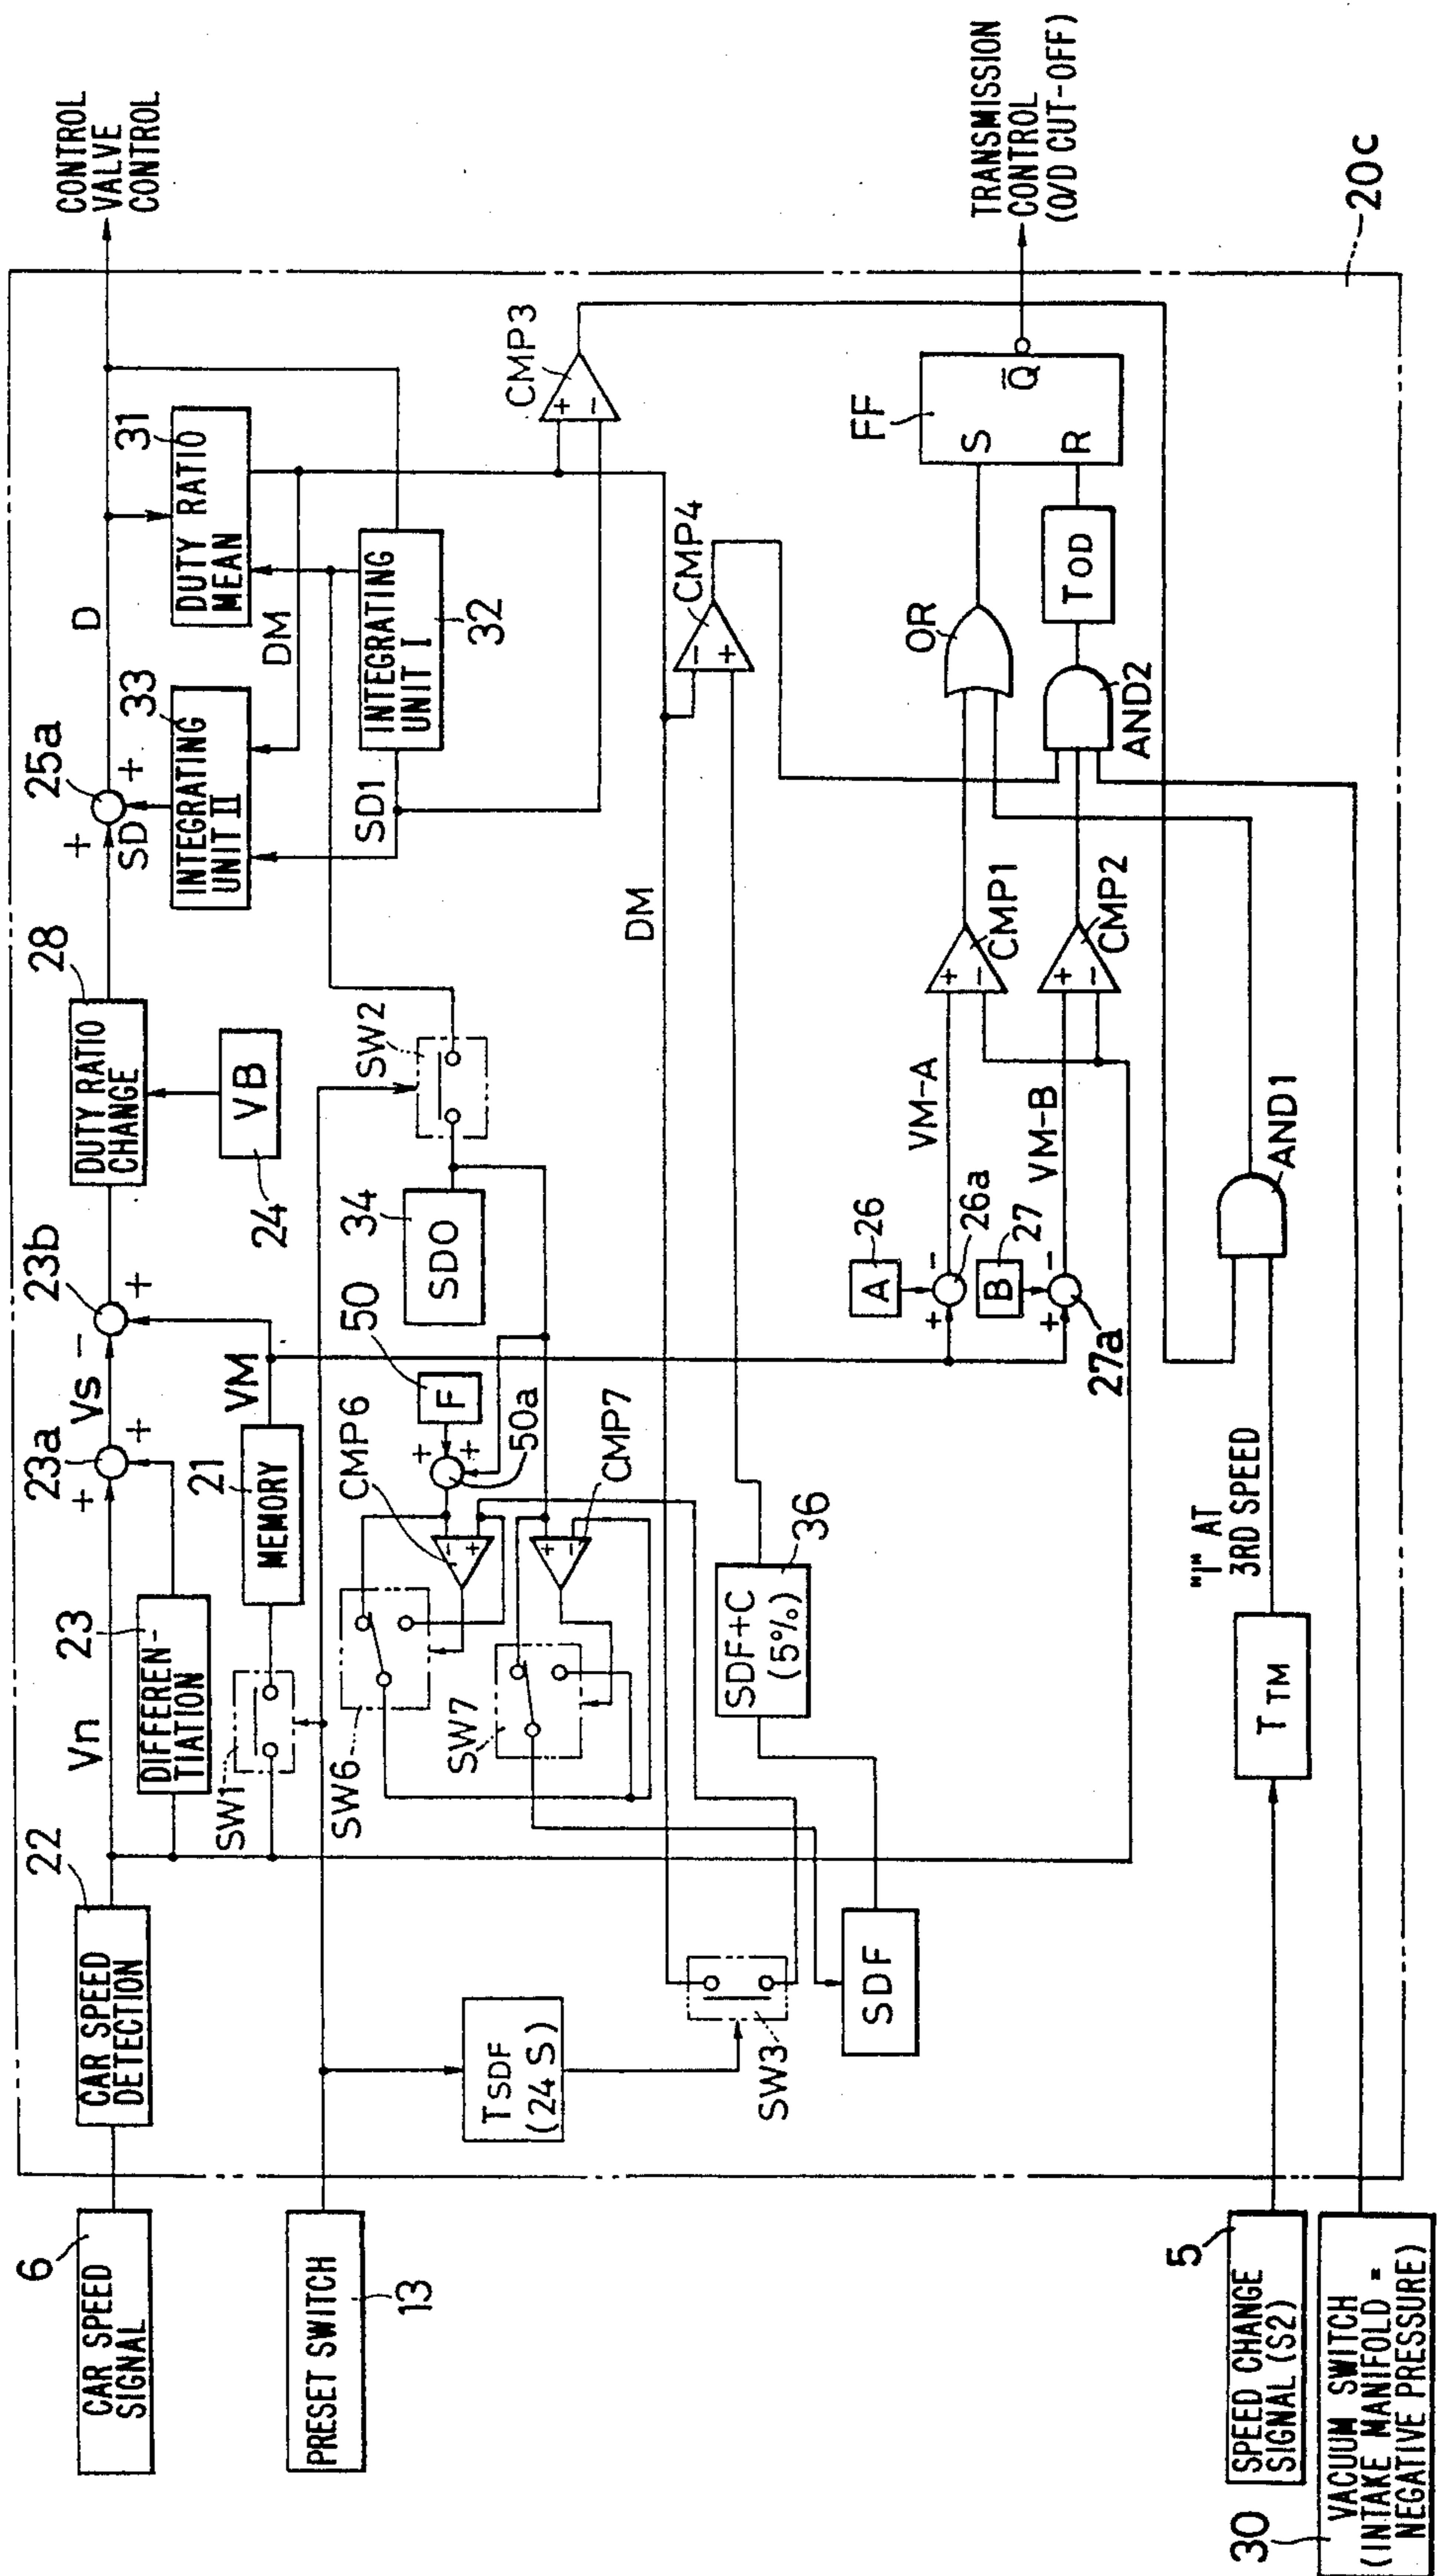 6
CAR SPEED
SIGNAL
22
CAR SPEED
DETECTION
Vn
23
DIFFEREN-
TIATION
23a
+
+
Vs
23b
-
+
28
DUTY RATIO
CHANGE
VB
24
25a
+
+
SD
D
33
INTEGRATING
UNIT II
31
DUTY RATIO
MEAN
DM
CONTROL
VALVE
CONTROL
SW1
21
MEMORY
VM
PRESET SWITCH
13
TSDF
(24 S)
SW3
SW6
CMP6
-
+
50
F
+
+
50a
SW7
CMP7
+
-
34
SDO
SW2
SD1
INTEGRATING
UNIT I
32
CMP3
+
-
DM
CMP4
-
+
SDF
SDF+C
(5%)
36
26
A
+
-
26a
VM-A
27
B
+
-
27a
VM-B
+
-
CMP1
+
-
CMP2
OR
AND2
TOD
FF
S
R
Q̅
TRANSMISSION
CONTROL
(O/D CUT-OFF)
5
SPEED CHANGE
SIGNAL (S2)
TTM
"1" AT
3RD SPEED
AND1
30
VACUUM SWITCH
(INTAKE MANIFOLD =
NEGATIVE PRESSURE)
20c